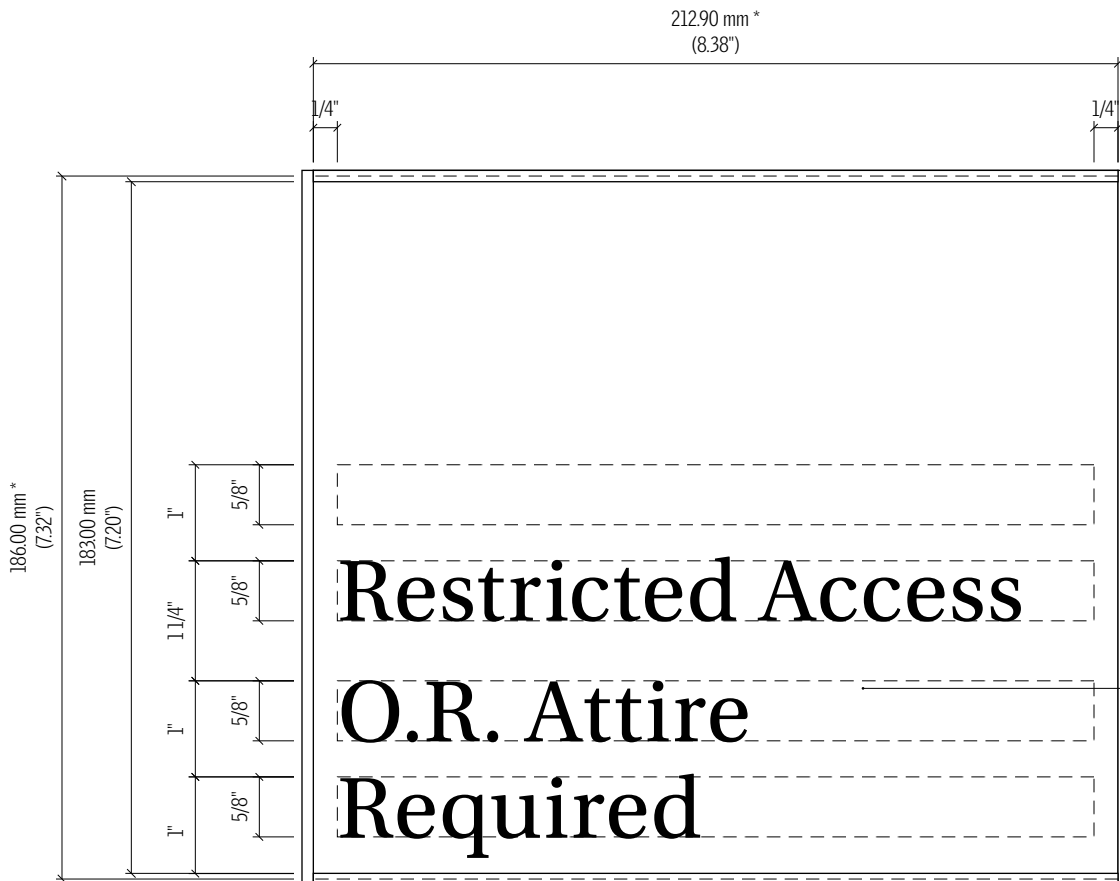 212.90 mm *
(8.38")
1/4"
1/4"
186.00 mm *
(7.32")
183.00 mm
(7.20")
1"
5/8"
1 1/4"
5/8"
1"
5/8"
1"
5/8"
Restricted Access
O.R. Attire
Required